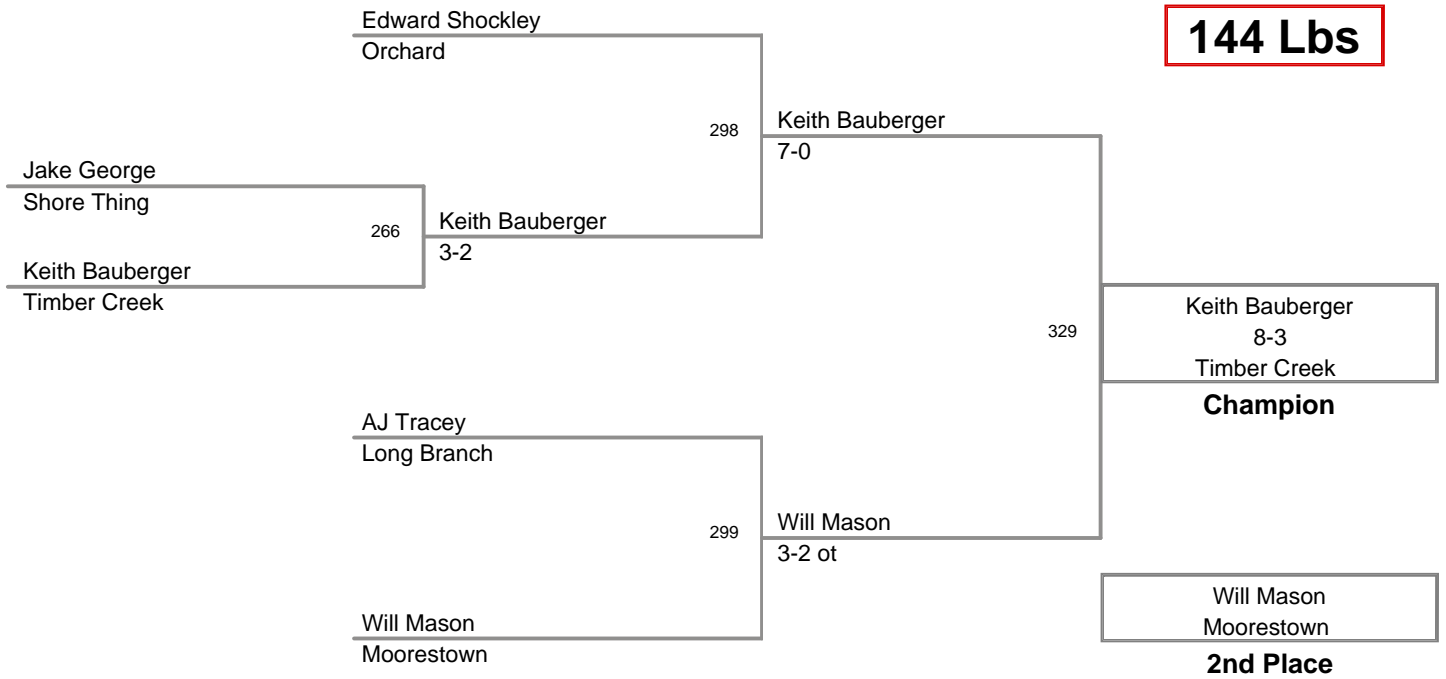 144 Lbs
Edward Shockley
Orchard
298
Keith Bauberger
7-0
Jake George
Shore Thing
266
Keith Bauberger
3-2
Keith Bauberger
Timber Creek
329
Keith Bauberger
8-3
Timber Creek
Champion
AJ Tracey
Long Branch
299
Will Mason
3-2 ot
Will Mason
Moorestown
Will Mason
Moorestown
2nd Place